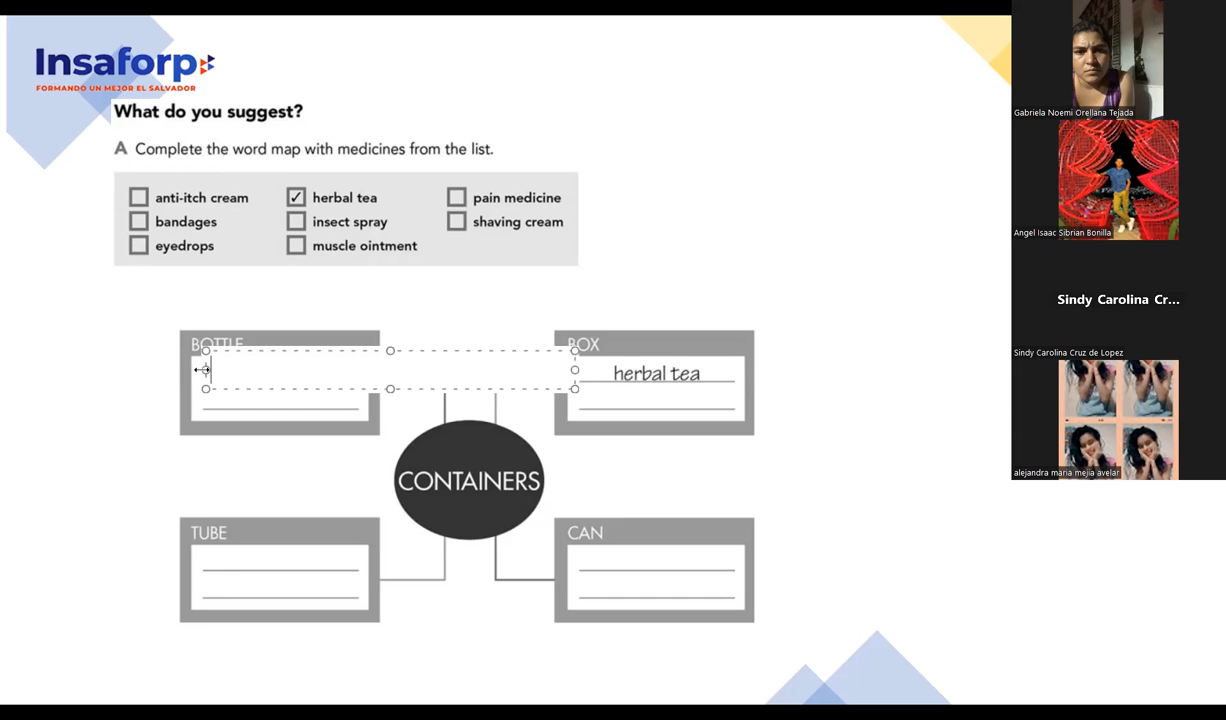 Insaforp
FORMANDO UN MEJOR EL SALVADOR
What do you suggest?
A Complete the word map with medicines from the list.
anti-itch cream
bandages
eyedrops
✓ herbal tea
insect spray
muscle ointment
pain medicine
shaving cream
BOTTLE
BOX
herbal tea
CONTAINERS
TUBE
CAN
Gabriela Noemi Orellana Tejada
Angel Isaac Sibrian Bonilla
Sindy Carolina Cr...
Sindy Carolina Cruz de Lopez
alejandra maria mejia avelar